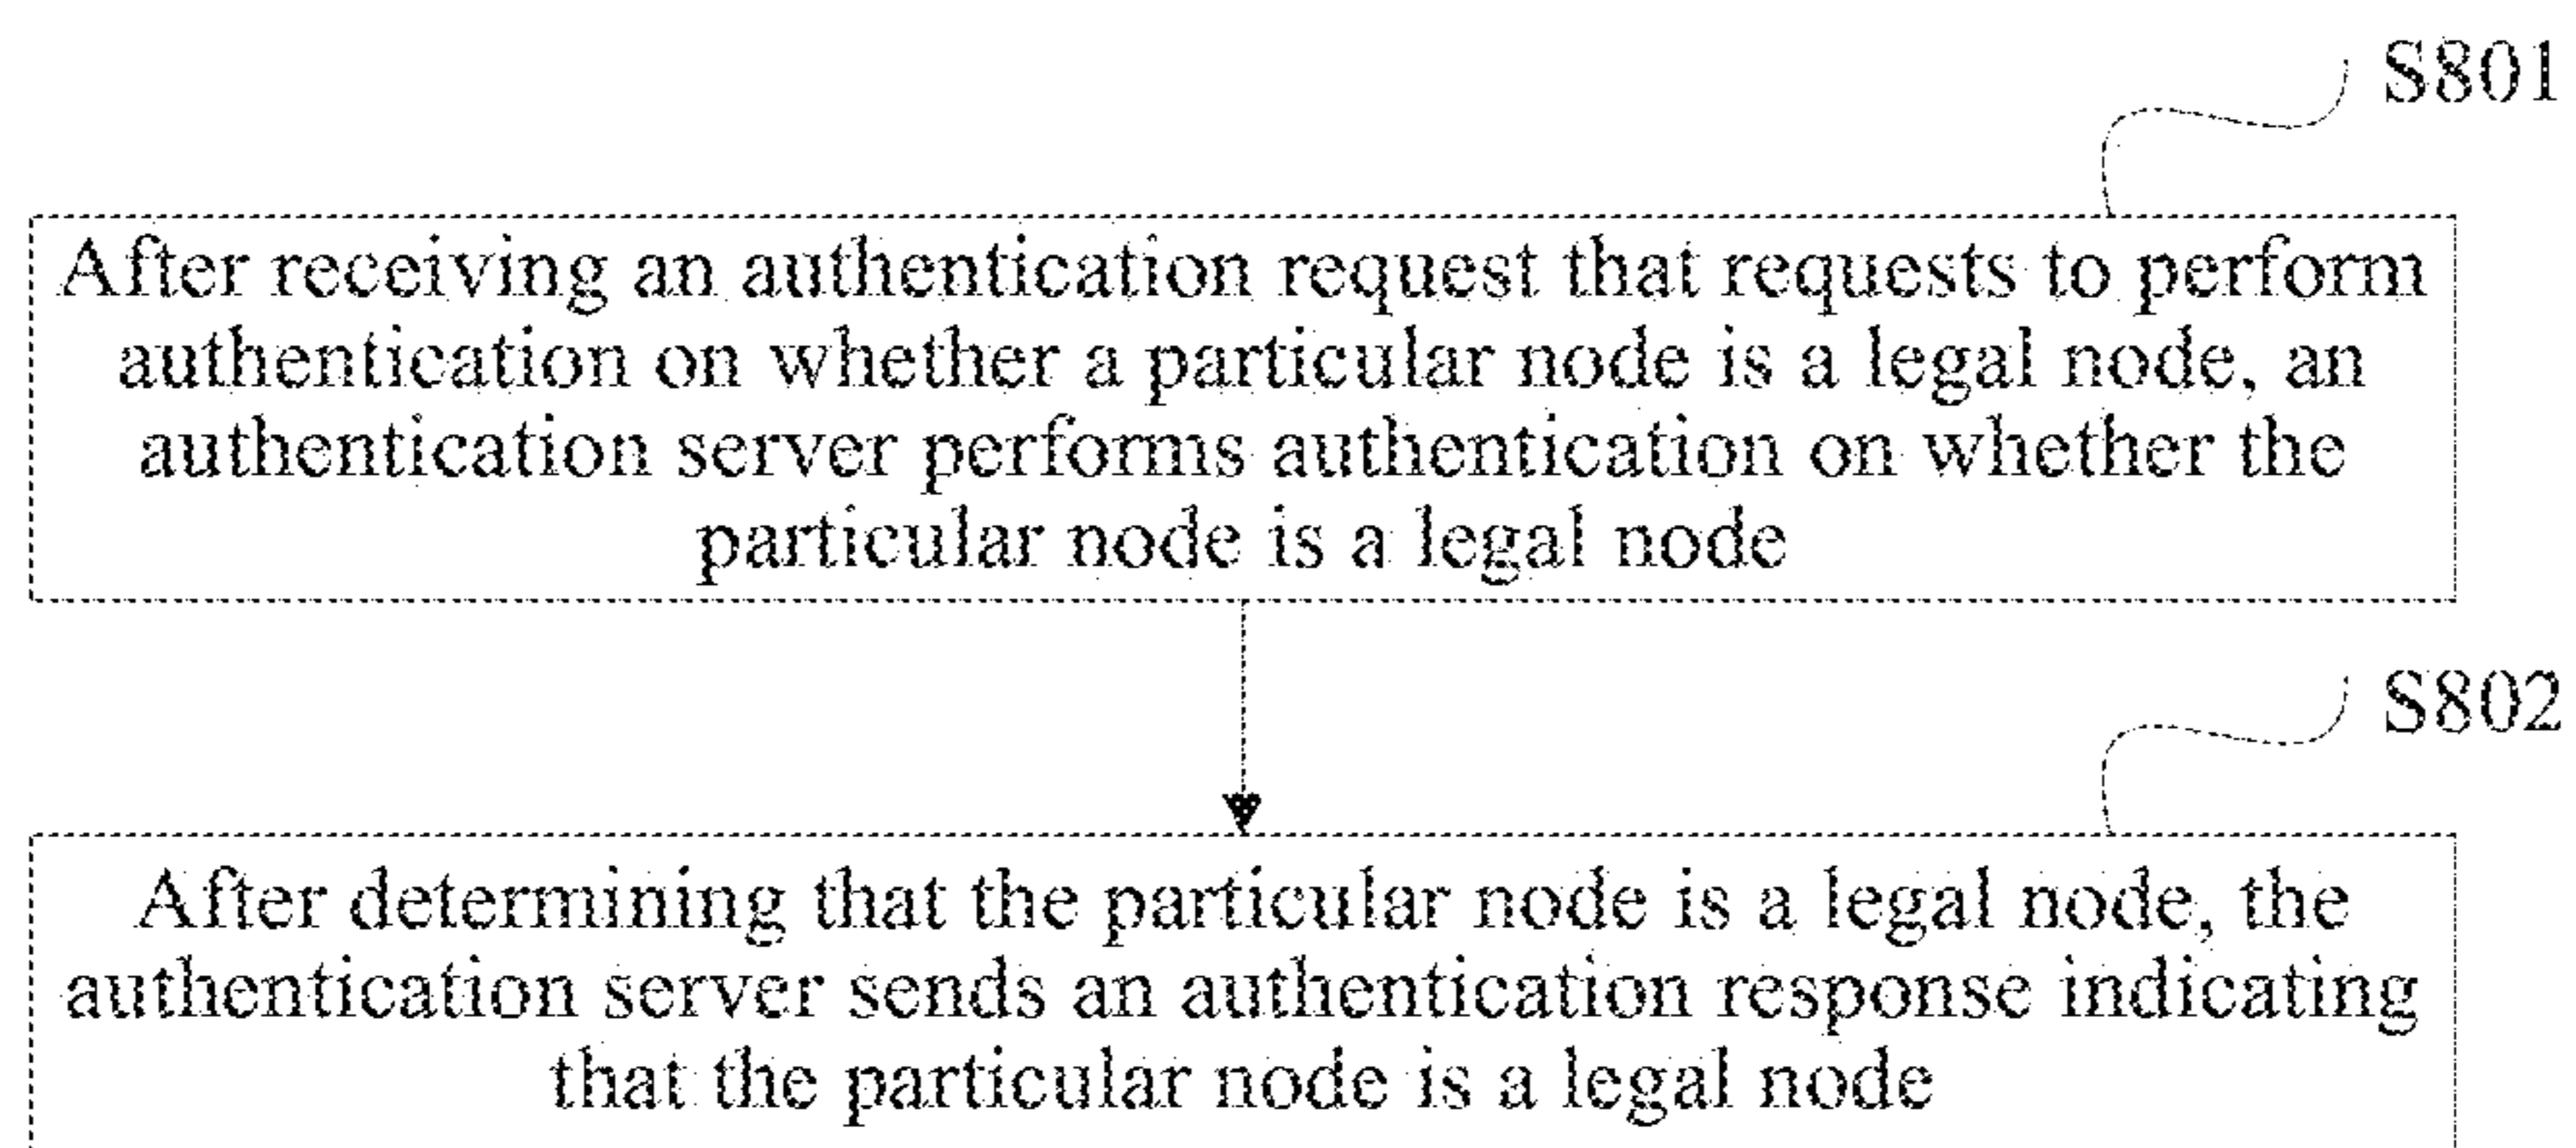 S801
After receiving an authentication request that requests to perform
authentication on whether a particular node is a legal node, an
authentication server performs authentication on whether the
particular node is a legal node
S802
After determining that the particular node is a legal node, the
authentication server sends an authentication response indicating
that the particular node is a legal node